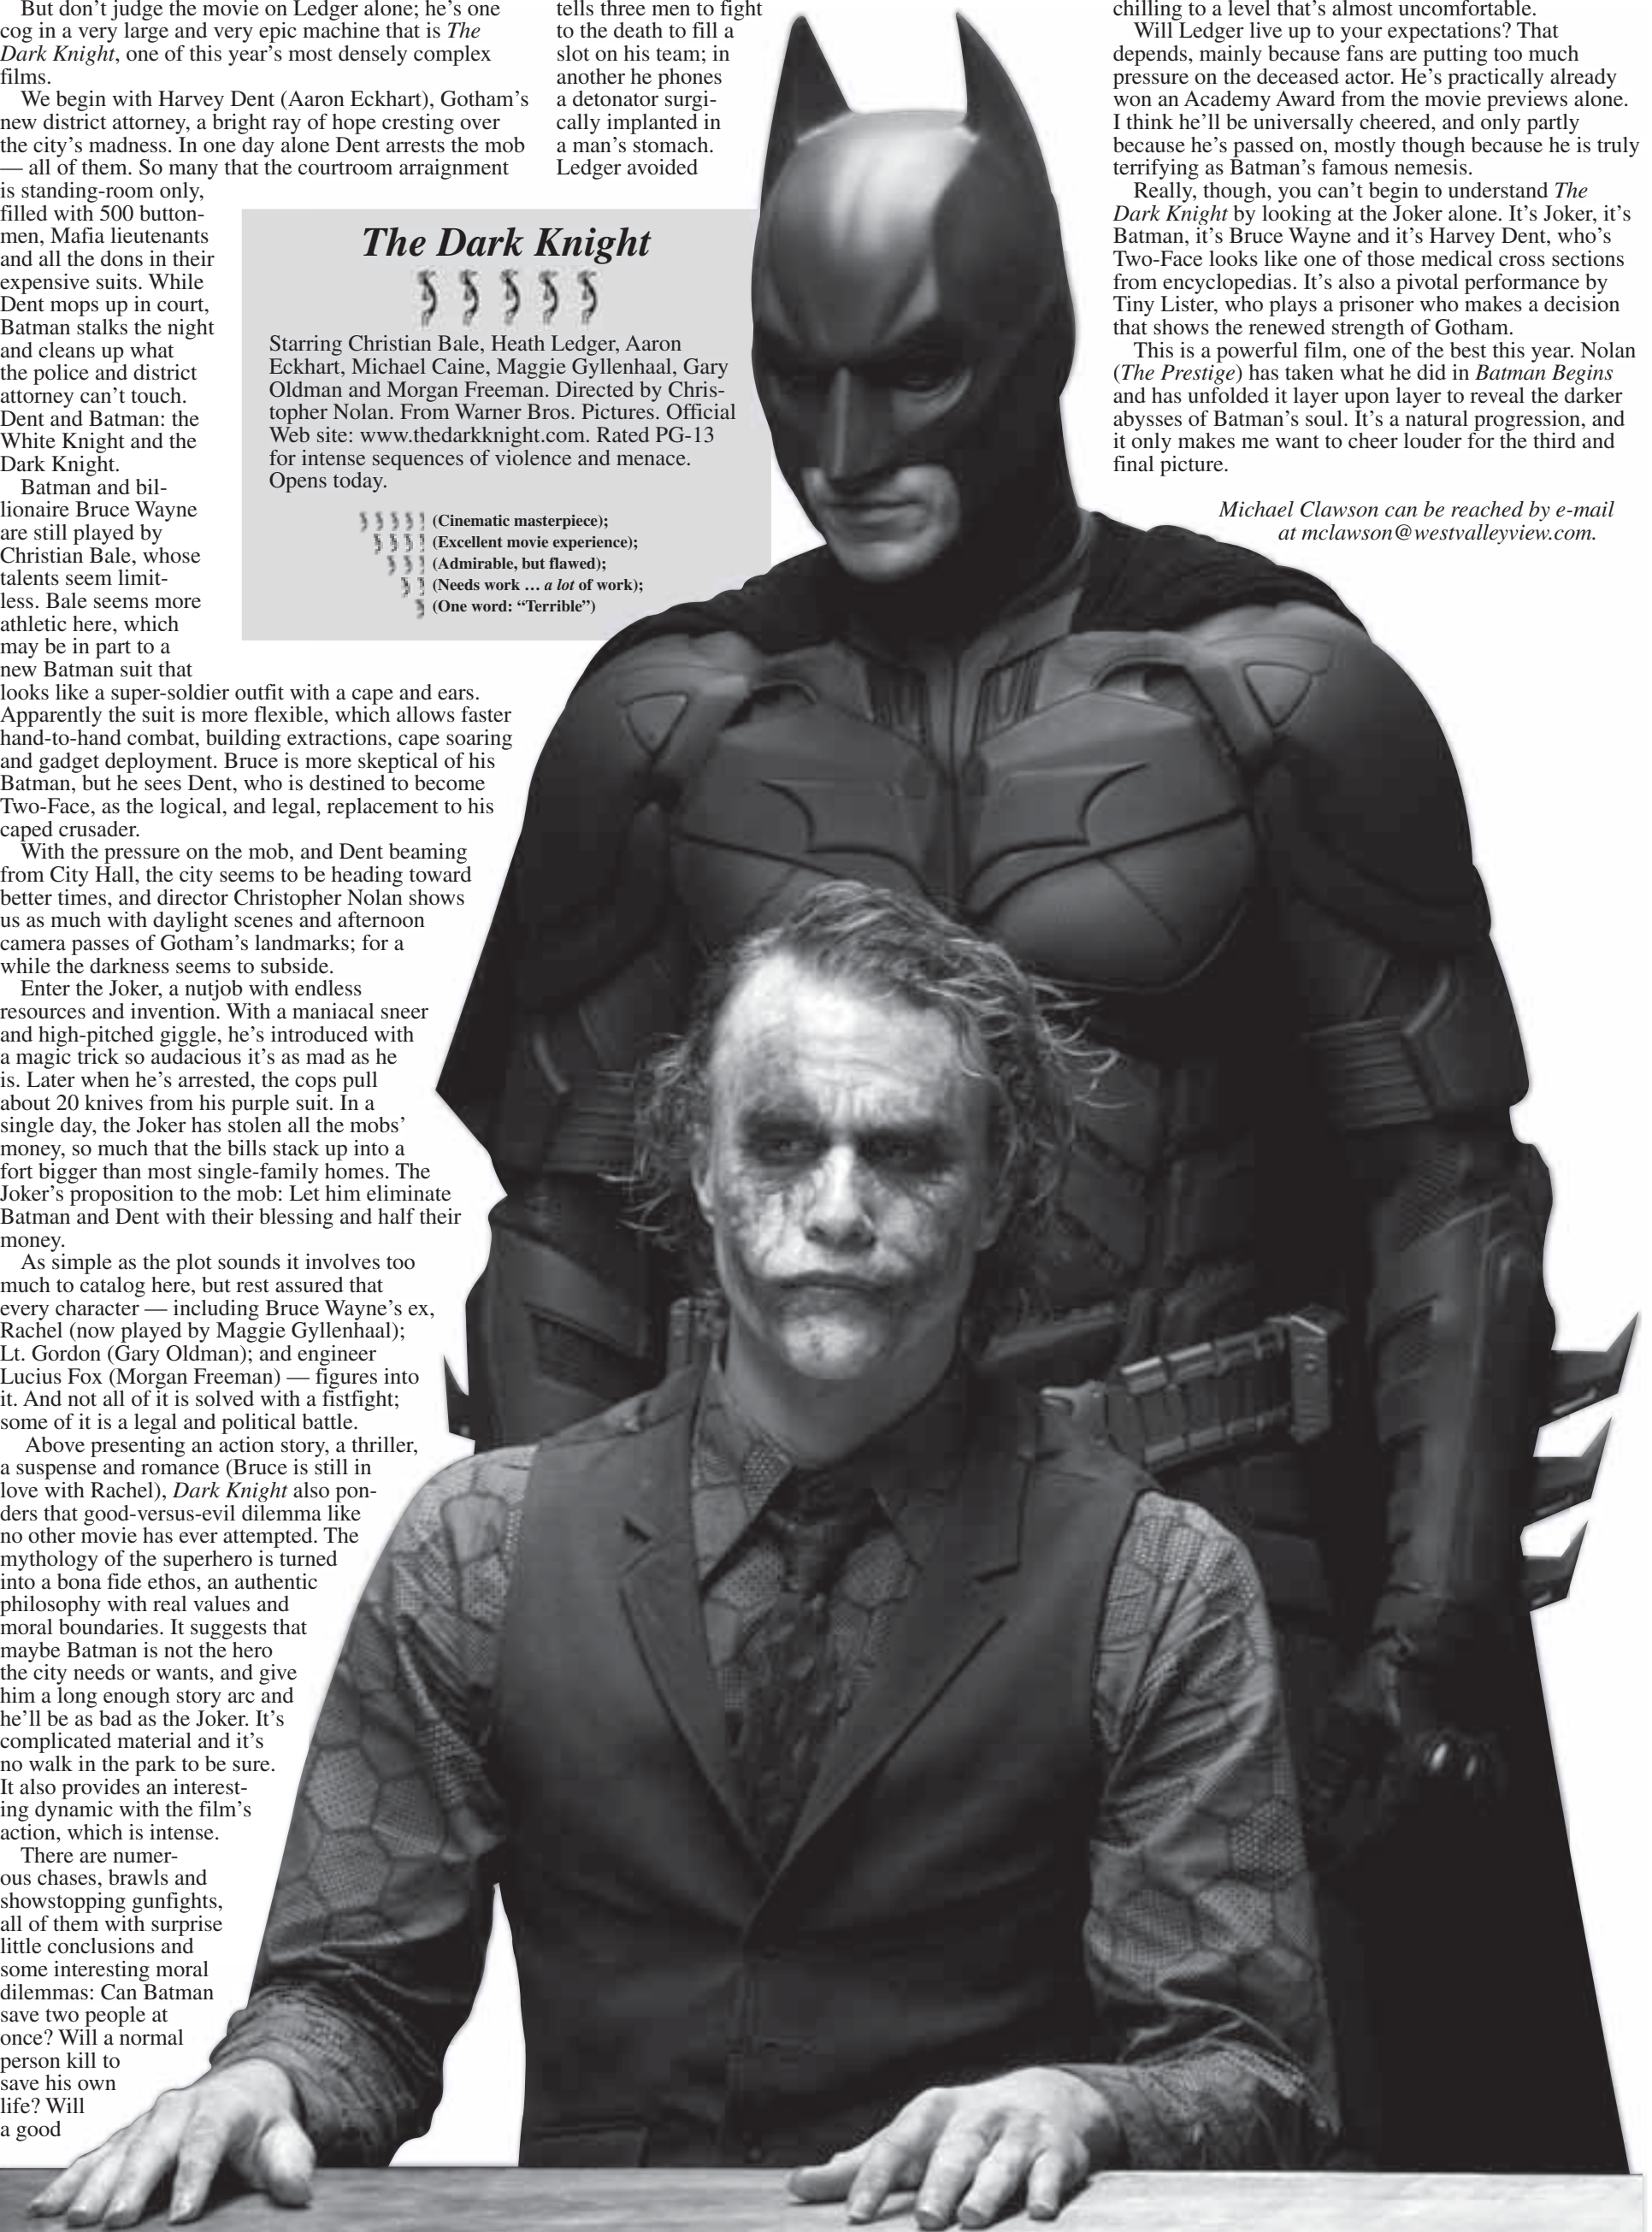 But don't judge the movie on Ledger alone; he's one
cog in a very large and very epic machine that is The
Dark Knight, one of this year's most densely complex
films.
We begin with Harvey Dent (Aaron Eckhart), Gotham's
new district attorney, a bright ray of hope cresting over
the city's madness. In one day alone Dent arrests the mob
— all of them. So many that the courtroom arraignment
is standing-room only,
filled with 500 button-
men, Mafia lieutenants
and all the dons in their
expensive suits. While
Dent mops up in court,
Batman stalks the night
and cleans up what
the police and district
attorney can't touch.
Dent and Batman: the
White Knight and the
Dark Knight.
Batman and bil-
lionaire Bruce Wayne
are still played by
Christian Bale, whose
talents seem limit-
less. Bale seems more
athletic here, which
may be in part to a
new Batman suit that
looks like a super-soldier outfit with a cape and ears.
Apparently the suit is more flexible, which allows faster
hand-to-hand combat, building extractions, cape soaring
and gadget deployment. Bruce is more skeptical of his
Batman, but he sees Dent, who is destined to become
Two-Face, as the logical, and legal, replacement to his
caped crusader.
With the pressure on the mob, and Dent beaming
from City Hall, the city seems to be heading toward
better times, and director Christopher Nolan shows
us as much with daylight scenes and afternoon
camera passes of Gotham's landmarks; for a
while the darkness seems to subside.
Enter the Joker, a nutjob with endless
resources and invention. With a maniacal sneer
and high-pitched giggle, he's introduced with
a magic trick so audacious it's as mad as he
is. Later when he's arrested, the cops pull
about 20 knives from his purple suit. In a
single day, the Joker has stolen all the mobs'
money, so much that the bills stack up into a
fort bigger than most single-family homes. The
Joker's proposition to the mob: Let him eliminate
Batman and Dent with their blessing and half their
money.
As simple as the plot sounds it involves too
much to catalog here, but rest assured that
every character — including Bruce Wayne's ex,
Rachel (now played by Maggie Gyllenhaal);
Lt. Gordon (Gary Oldman); and engineer
Lucius Fox (Morgan Freeman) — figures into
it. And not all of it is solved with a fistfight;
some of it is a legal and political battle.
Above presenting an action story, a thriller,
a suspense and romance (Bruce is still in
love with Rachel), Dark Knight also pon-
ders that good-versus-evil dilemma like
no other movie has ever attempted. The
mythology of the superhero is turned
into a bona fide ethos, an authentic
philosophy with real values and
moral boundaries. It suggests that
maybe Batman is not the hero
the city needs or wants, and give
him a long enough story arc and
he'll be as bad as the Joker. It's
complicated material and it's
no walk in the park to be sure.
It also provides an interest-
ing dynamic with the film's
action, which is intense.
There are numer-
ous chases, brawls and
showstopping gunfights,
all of them with surprise
little conclusions and
some interesting moral
dilemmas: Can Batman
save two people at
once? Will a normal
person kill to
save his own
life? Will
a good
tells three men to fight
to the death to fill a
slot on his team; in
another he phones
a detonator surgi-
cally implanted in
a man's stomach.
Ledger avoided
The Dark Knight
Starring Christian Bale, Heath Ledger, Aaron
Eckhart, Michael Caine, Maggie Gyllenhaal, Gary
Oldman and Morgan Freeman. Directed by Chris-
topher Nolan. From Warner Bros. Pictures. Official
Web site: www.thedarkknight.com. Rated PG-13
for intense sequences of violence and menace.
Opens today.
(Cinematic masterpiece);
(Excellent movie experience);
(Admirable, but flawed);
(Needs work ... a lot of work);
(One word: “Terrible”)
chilling to a level that's almost uncomfortable.
Will Ledger live up to your expectations? That
depends, mainly because fans are putting too much
pressure on the deceased actor. He's practically already
won an Academy Award from the movie previews alone.
I think he'll be universally cheered, and only partly
because he's passed on, mostly though because he is truly
terrifying as Batman's famous nemesis.
Really, though, you can't begin to understand The
Dark Knight by looking at the Joker alone. It's Joker, it's
Batman, it's Bruce Wayne and it's Harvey Dent, who's
Two-Face looks like one of those medical cross sections
from encyclopedias. It's also a pivotal performance by
Tiny Lister, who plays a prisoner who makes a decision
that shows the renewed strength of Gotham.
This is a powerful film, one of the best this year. Nolan
(The Prestige) has taken what he did in Batman Begins
and has unfolded it layer upon layer to reveal the darker
abysses of Batman's soul. It's a natural progression, and
it only makes me want to cheer louder for the third and
final picture.
Michael Clawson can be reached by e-mail
at mclawson@westvalleyview.com.